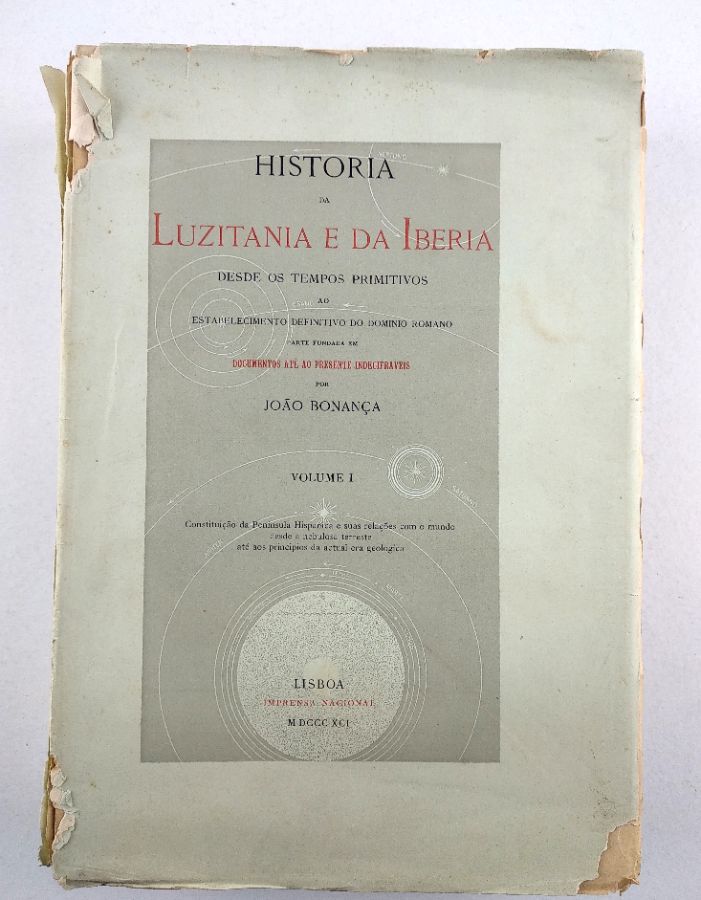 HISTORIA
DA
LUZITANIA E DA IBERIA
DESDE OS TEMPOS PRIMITIVOS
AO
ESTABELECIMENTO DEFINITIVO DO DOMINIO ROMANO
PARTE FUNDADA EM
DOCUMENTOS ATÉ AO PRESENTE INDECIFRAVEIS
POR
JOÃO BONANÇA
VOLUME I
Constituição da Peninsula Hispanica e suas relações com o mundo
desde a nebulosa terrestre
até aos principios da actual era geologica
LISBOA
IMPRENSA NACIONAL
MDCCCXCI
NEPTUNO
SATURNO